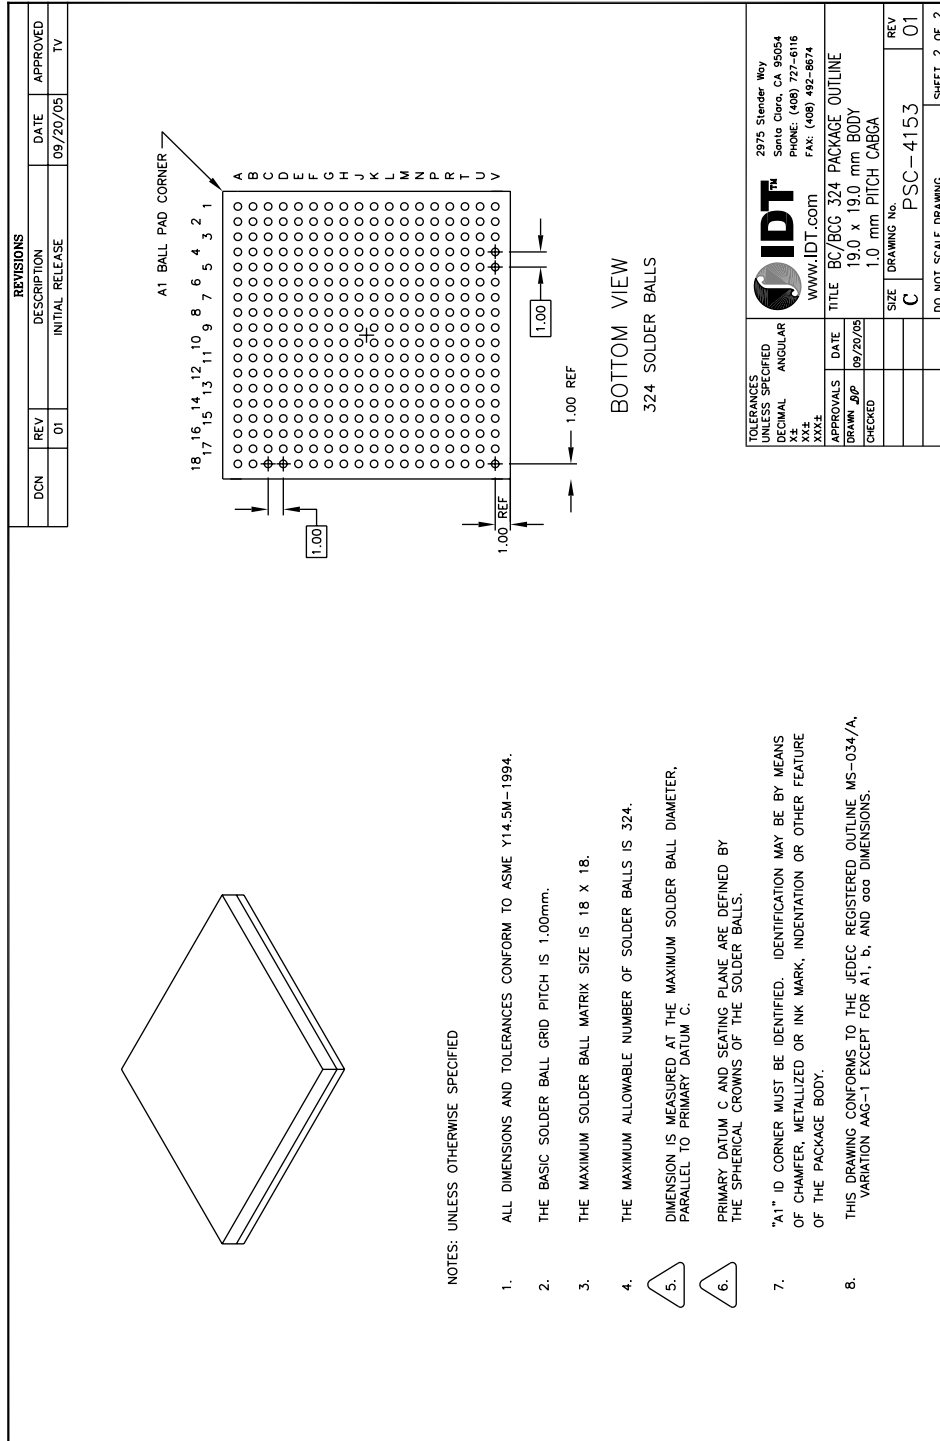 REVISIONS
DCN REV DESCRIPTION DATE APPROVED
01 INITIAL RELEASE 09/20/05 TV
A1 BALL PAD CORNER
18 17 16 15 14 13 12 11 10 9 8 7 6 5 4 3 2 1
A
B
C
D
E
F
G
H
J
K
L
M
N
P
R
T
U
V
1.00
1.00
1.00 REF
1.00 REF
BOTTOM VIEW
324 SOLDER BALLS
NOTES: UNLESS OTHERWISE SPECIFIED
1. ALL DIMENSIONS AND TOLERANCES CONFORM TO ASME Y14.5M-1994.
2. THE BASIC SOLDER BALL GRID PITCH IS 1.00mm.
3. THE MAXIMUM SOLDER BALL MATRIX SIZE IS 18 X 18.
4. THE MAXIMUM ALLOWABLE NUMBER OF SOLDER BALLS IS 324.
5. DIMENSION IS MEASURED AT THE MAXIMUM SOLDER BALL DIAMETER,
PARALLEL TO PRIMARY DATUM C.
6. PRIMARY DATUM C AND SEATING PLANE ARE DEFINED BY
THE SPHERICAL CROWNS OF THE SOLDER BALLS.
7. "A1" ID CORNER MUST BE IDENTIFIED. IDENTIFICATION MAY BE BY MEANS
OF CHAMFER, METALLIZED OR INK MARK, INDENTATION OR OTHER FEATURE
OF THE PACKAGE BODY.
8. THIS DRAWING CONFORMS TO THE JEDEC REGISTERED OUTLINE MS-034/A,
VARIATION AAG-1 EXCEPT FOR A1, b, AND aaa DIMENSIONS.
TOLERANCES
UNLESS SPECIFIED
DECIMAL ANGULAR
X±
XX±
XXX±
APPROVALS DATE
DRAWN 09/20/05
CHECKED
IDT™
www.IDT.com
2975 Stender Way
Santa Clara, CA 95054
PHONE: (408) 727-6116
FAX: (408) 492-8674
TITLE BC/BCG 324 PACKAGE OUTLINE
19.0 x 19.0 mm BODY
1.0 mm PITCH CABGA
SIZE DRAWING No. REV
C PSC-4153 01
DO NOT SCALE DRAWING SHEET 2 OF 2